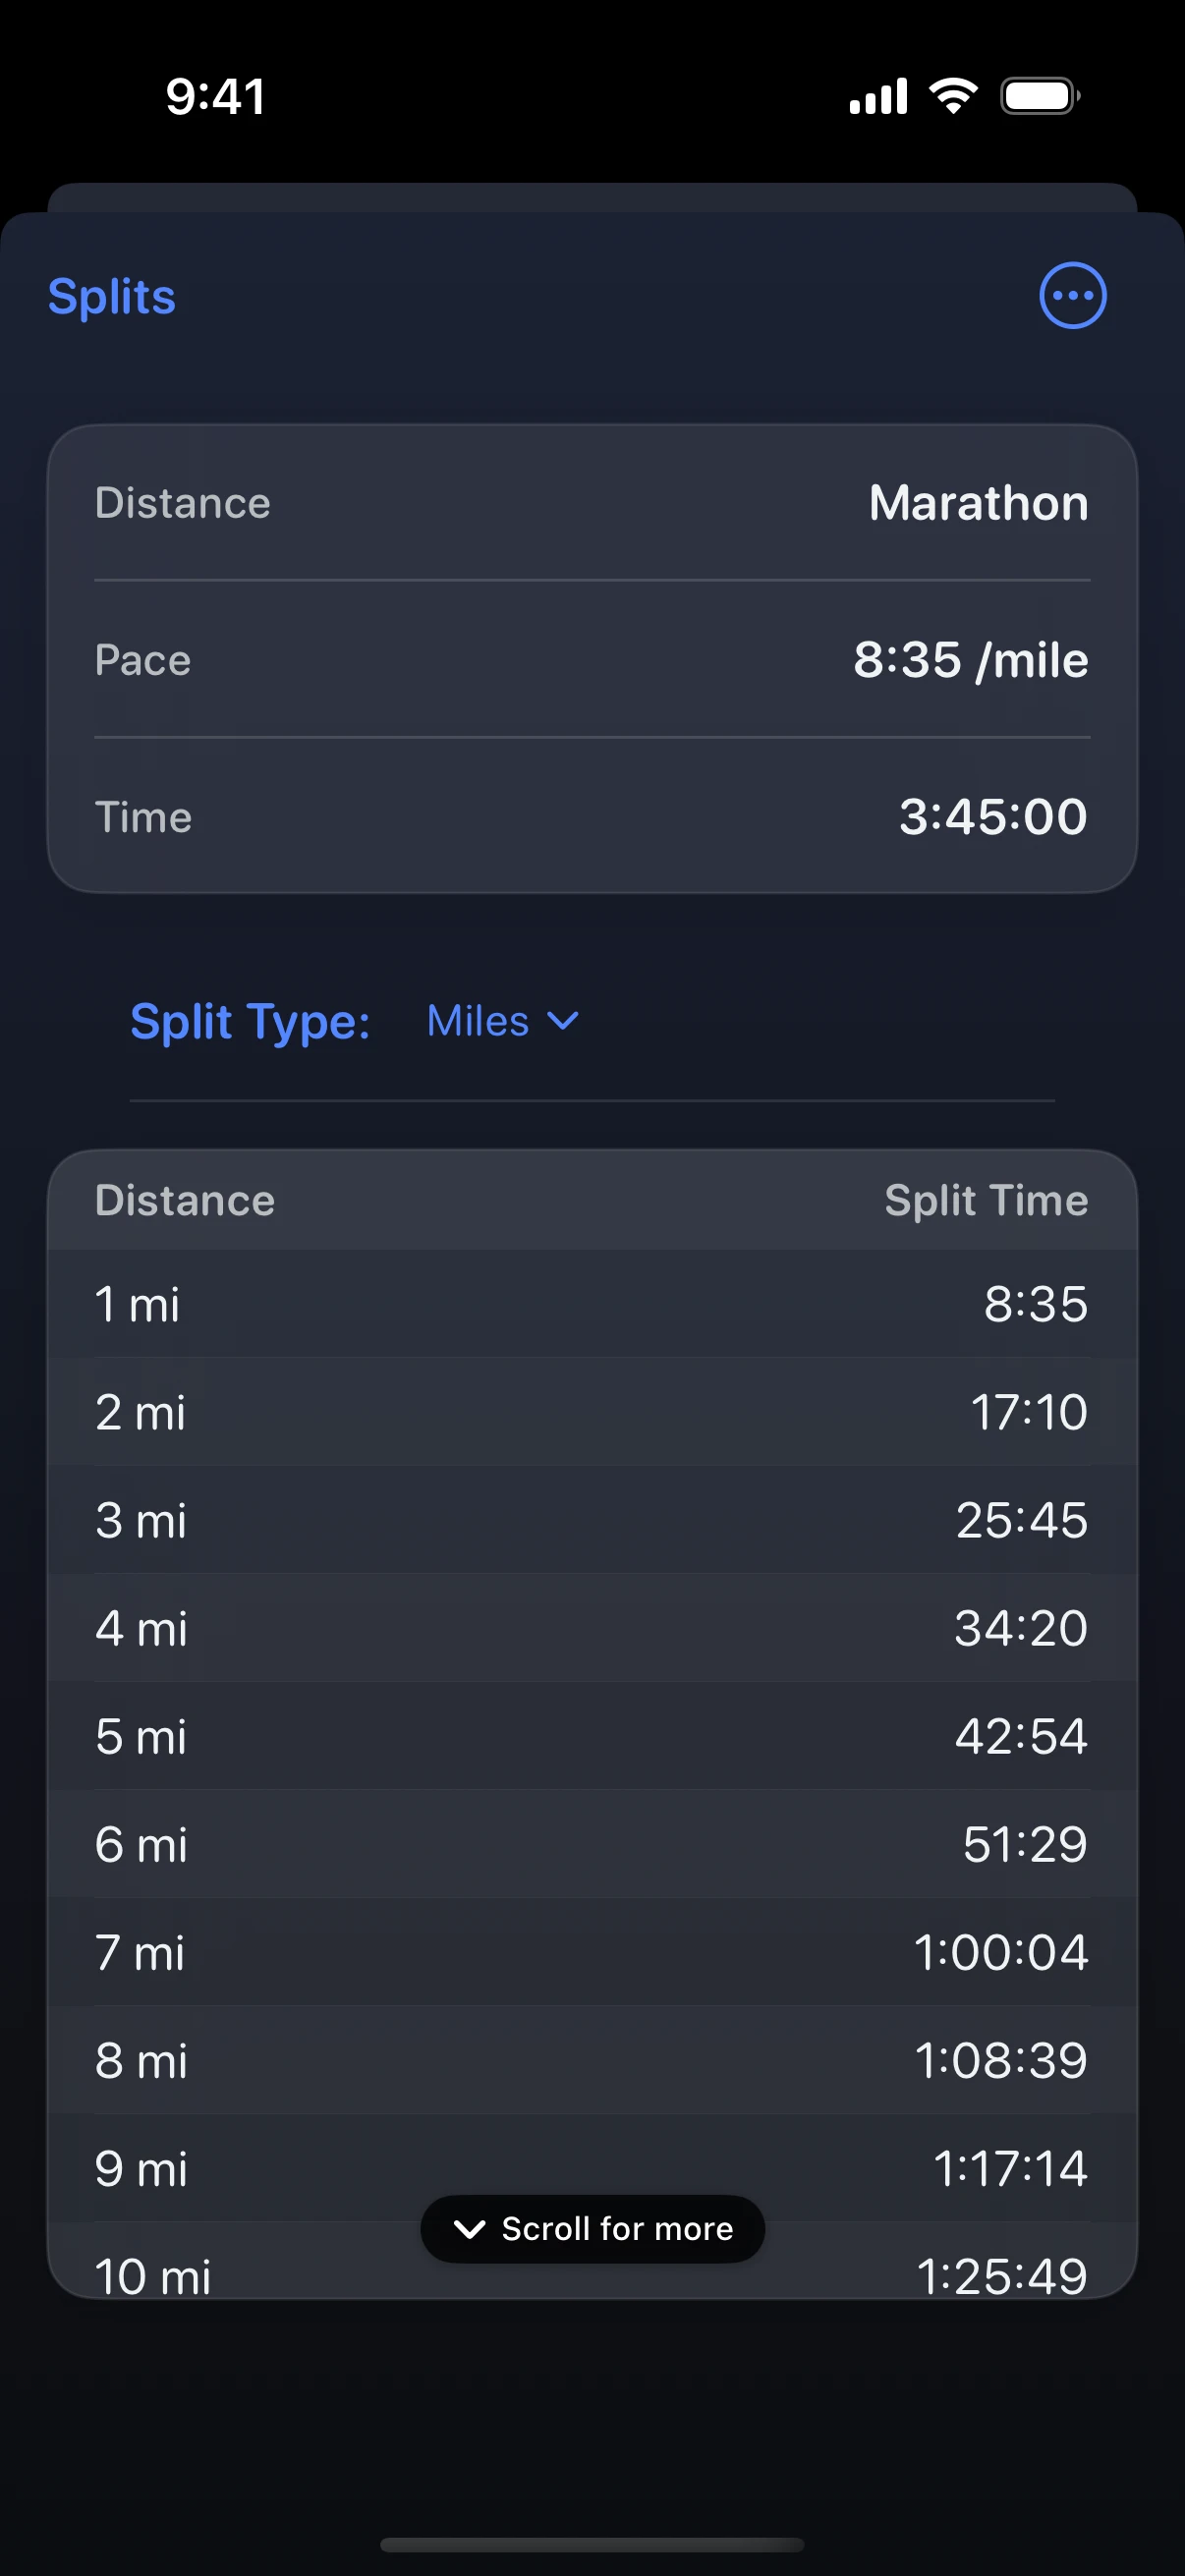 9:41
Splits
Distance Marathon
Pace 8:35 /mile
Time 3:45:00
Split Type: Miles
Distance Split Time
1 mi 8:35
2 mi 17:10
3 mi 25:45
4 mi 34:20
5 mi 42:54
6 mi 51:29
7 mi 1:00:04
8 mi 1:08:39
9 mi 1:17:14
Scroll for more
10 mi 1:25:49